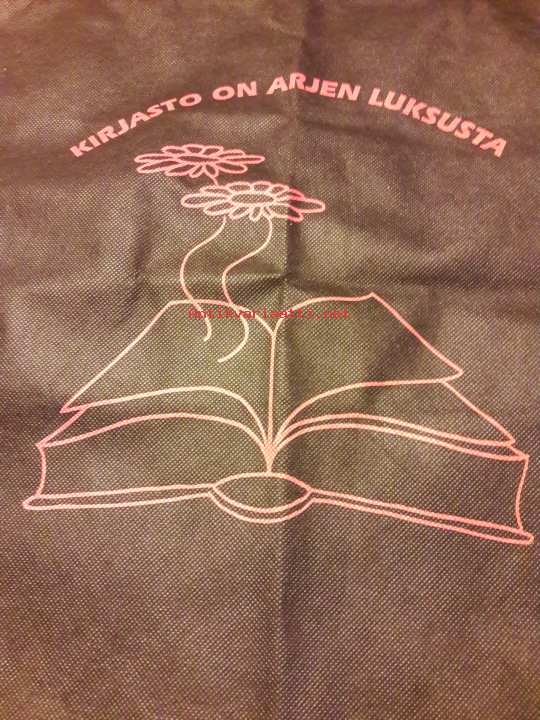 KIRJASTO ON ARJEN LUKSUSTA
Antikvariaatti.net